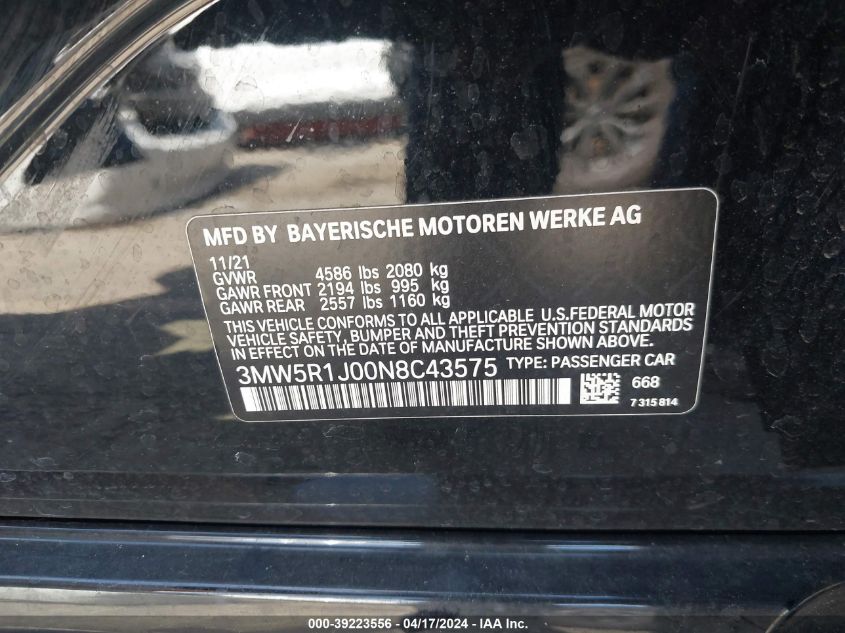 MFD BY BAYERISCHE MOTOREN WERKE AG
11/21
GVWR 4586 lbs 2080 kg
GAWR FRONT 2194 lbs 995 kg
GAWR REAR 2557 lbs 1160 kg
THIS VEHICLE CONFORMS TO ALL APPLICABLE U.S.FEDERAL MOTOR
VEHICLE SAFETY, BUMPER AND THEFT PREVENTION STANDARDS
IN EFFECT ON THE DATE OF MANUFACTURE SHOWN ABOVE.
3MW5R1J00N8C43575 TYPE: PASSENGER CAR
668
7 315 814
000-39223556 - 04/17/2024 - IAA Inc.